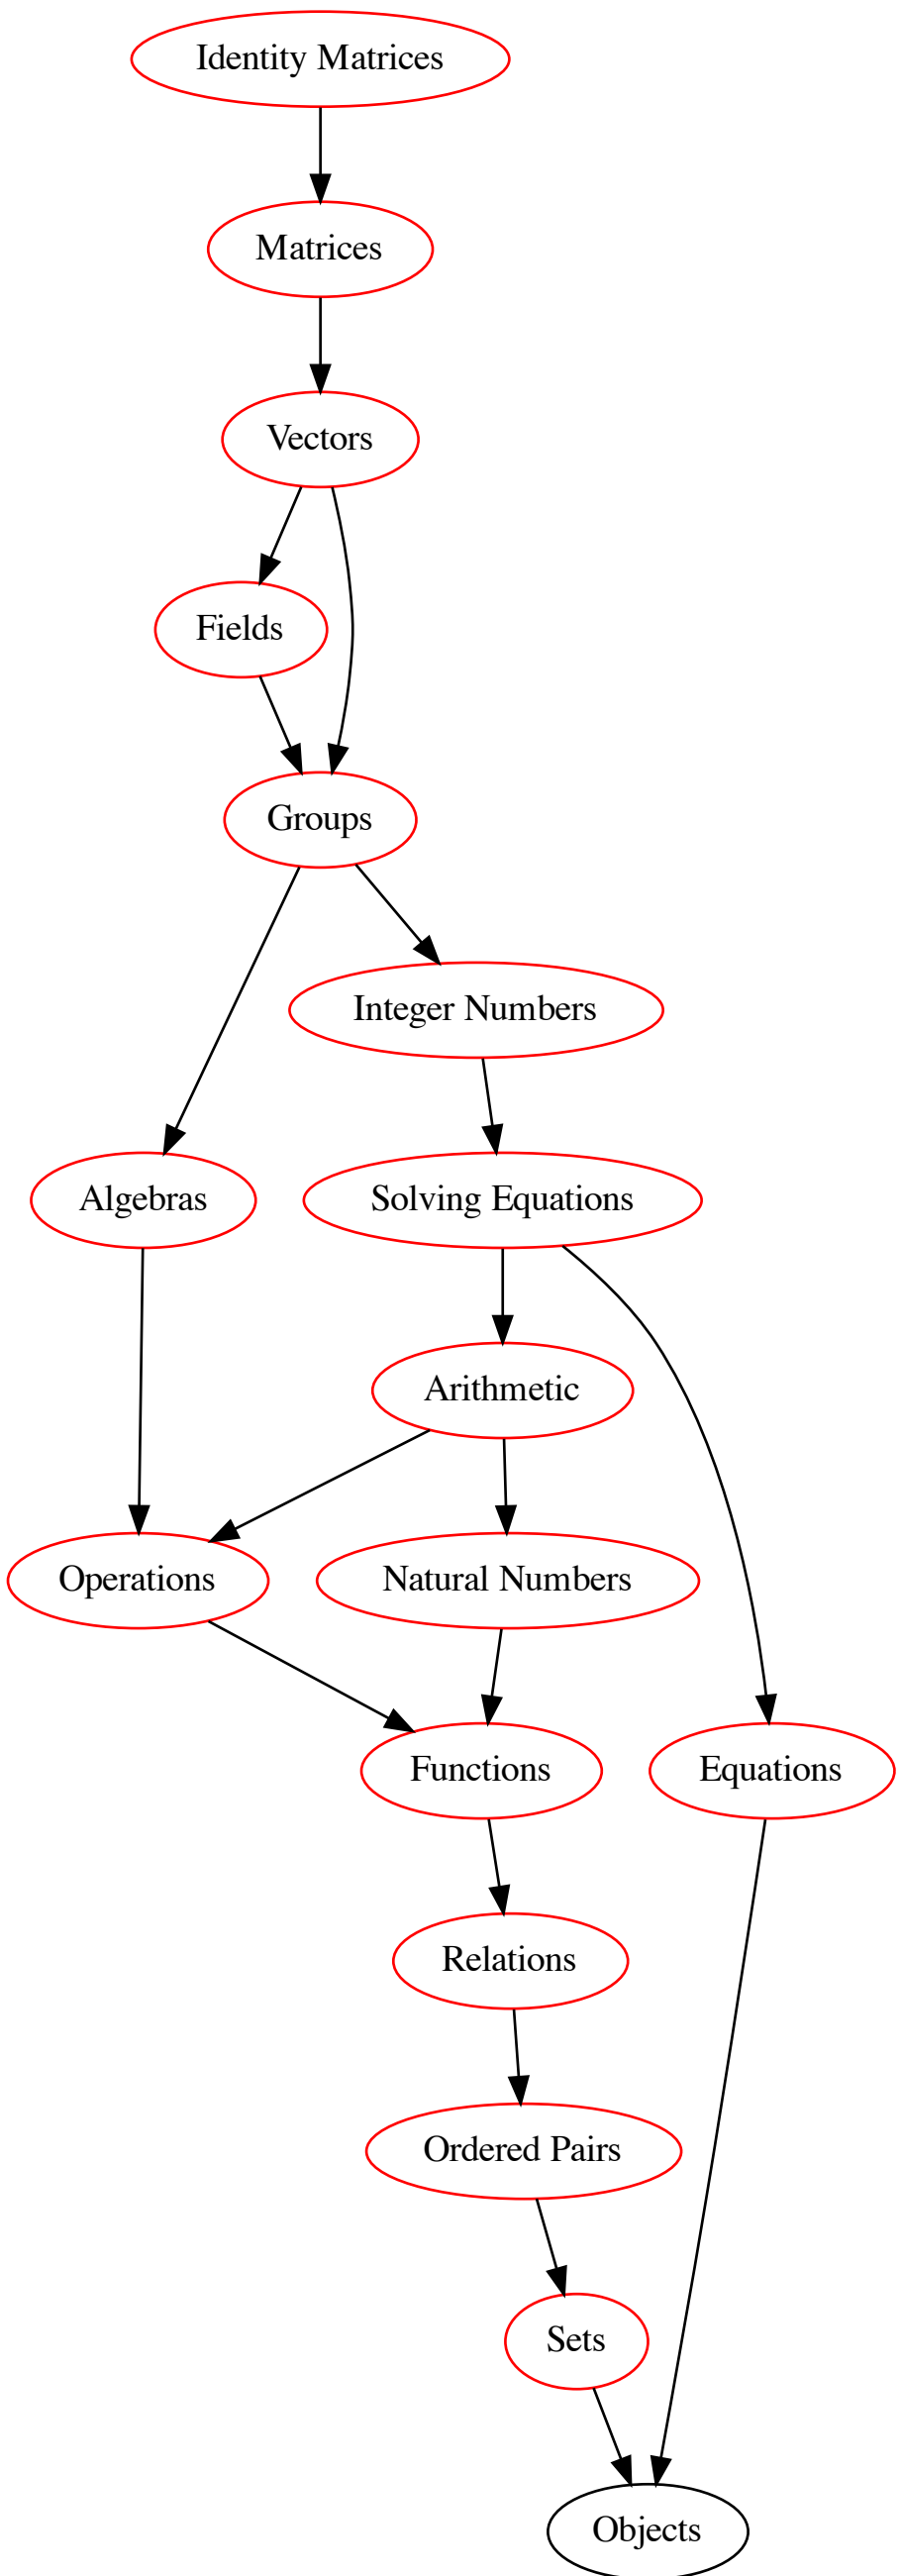 Identity Matrices
Matrices
Vectors
Fields
Groups
Integer Numbers
Algebras
Solving Equations
Arithmetic
Operations
Natural Numbers
Functions
Equations
Relations
Ordered Pairs
Sets
Objects